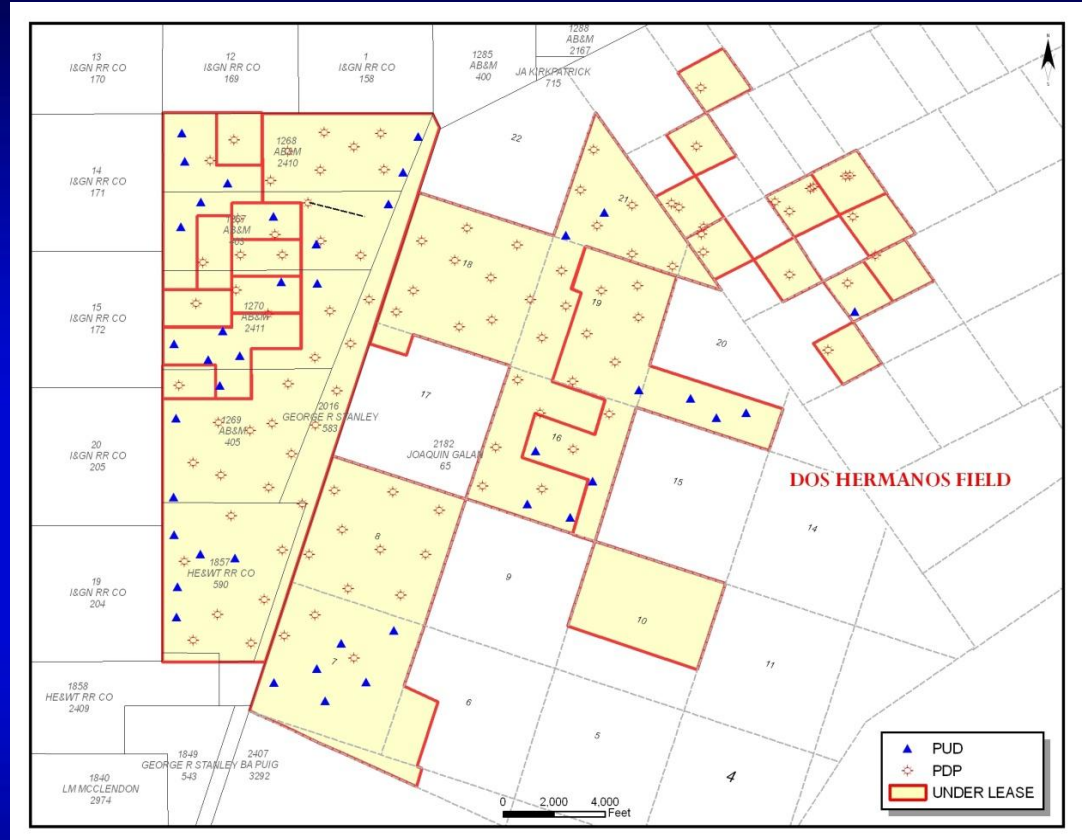 13
I&GN RR CO
170
12
I&GN RR CO
169
1
I&GN RR CO
158
1285
AB&M
400
1288
AB&M
2167
JA KIRKPATRICK
715
22
14
I&GN RR CO
171
1268
AB&M
2410
21
1267
AB&M
403
18
19
15
I&GN RR CO
172
1270
AB&M
2411
20
17
2016
GEORGE R STANLEY
583
1269
AB&M
405
16
2182
JOAQUIN GALAN
65
20
I&GN RR CO
205
15
DOS HERMANOS FIELD
14
8
1857
HE&WT RR CO
590
9
19
I&GN RR CO
204
10
7
11
1858
HE&WT RR CO
2409
6
5
4
1849
GEORGE R STANLEY
543
2407
BA PUIG
3292
1840
LM MCCLENDON
2974
0 2,000 4,000
Feet
PUD
PDP
UNDER LEASE